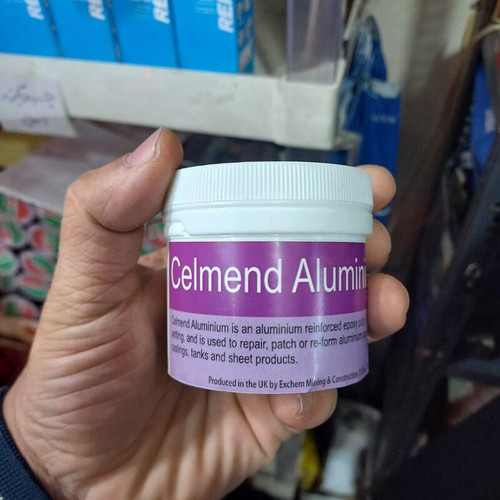 Celmend Alumini
Celmend Aluminium is an aluminium reinforced epoxy
setting, and is used to repair, patch or re-form aluminium
castings, tanks and sheet products.
Produced in the UK by Exchem Mining & Construction,